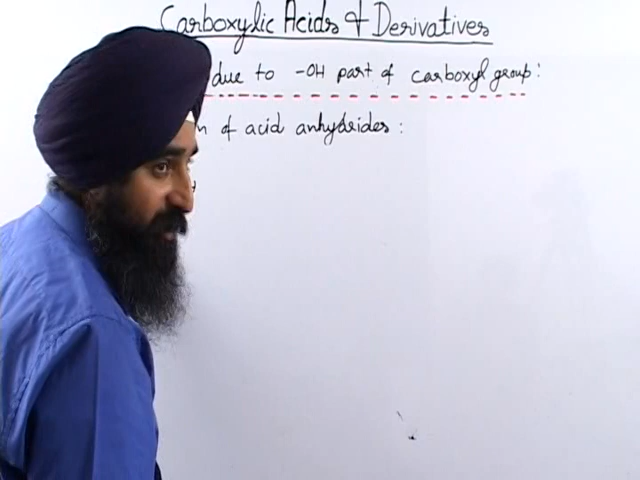 Carboxylic Acids & Derivatives
due to -OH part of carboxyl group :
n of acid anhydrides :